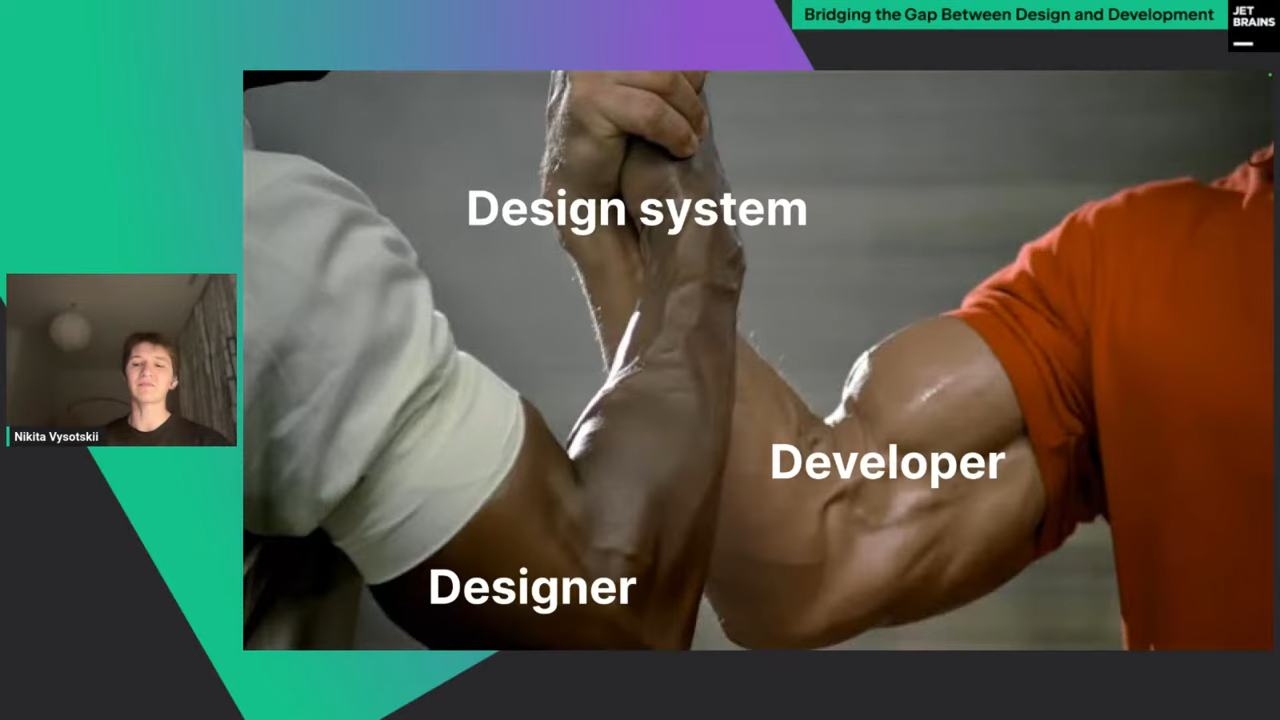 Bridging the Gap Between Design and Development
JET
BRAINS
Design system
Developer
Designer
Nikita Vysotskii